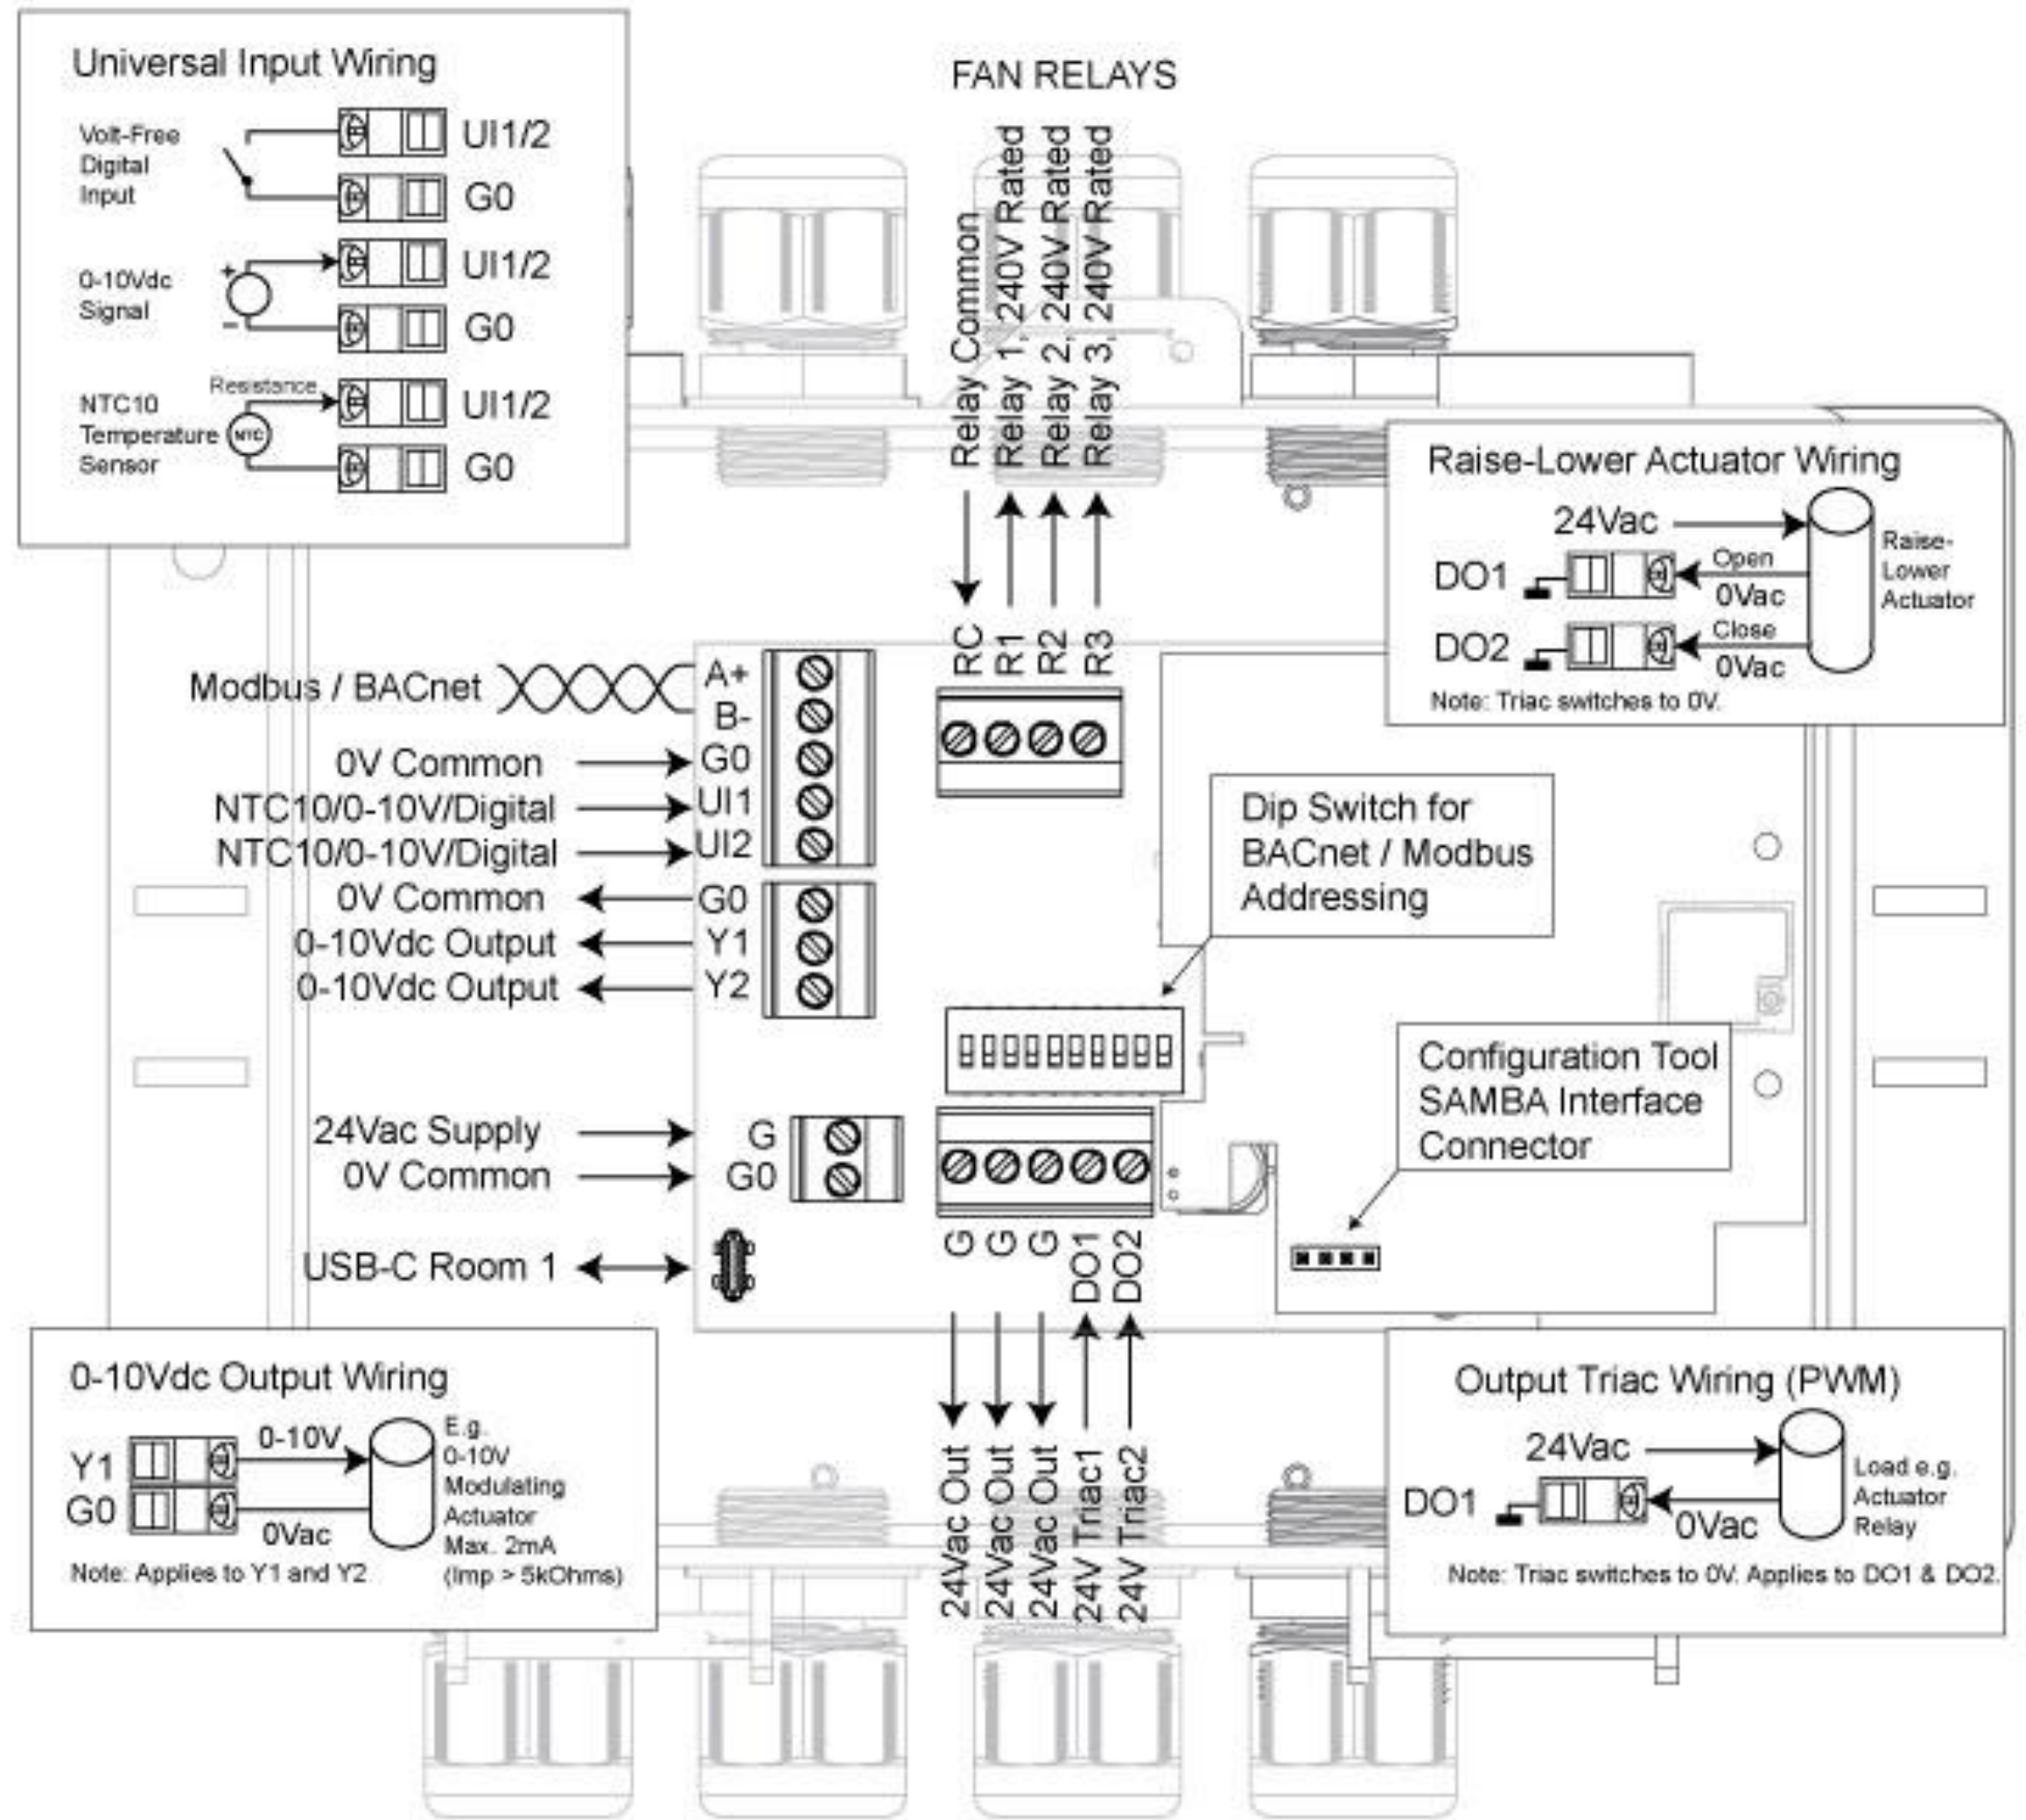 Universal Input Wiring
Volt-Free
Digital
Input
UI1/2
G0
0-10Vdc
Signal
+
–
UI1/2
G0
Resistance
NTC10
Temperature
Sensor
NTC
UI1/2
G0
FAN RELAYS
Relay Common
Relay 1, 240V Rated
Relay 2, 240V Rated
Relay 3, 240V Rated
RC
R1
R2
R3
Raise-Lower Actuator Wiring
24Vac
DO1
Open
0Vac
DO2
Close
0Vac
Raise-
Lower
Actuator
Note: Triac switches to 0V.
Modbus / BACnet
A+
B-
0V Common
G0
NTC10/0-10V/Digital
UI1
NTC10/0-10V/Digital
UI2
0V Common
G0
0-10Vdc Output
Y1
0-10Vdc Output
Y2
Dip Switch for
BACnet / Modbus
Addressing
Configuration Tool
SAMBA Interface
Connector
24Vac Supply
G
0V Common
G0
USB-C Room 1
G
G
G
DO1
DO2
24Vac Out
24Vac Out
24Vac Out
24V Triac1
24V Triac2
0-10Vdc Output Wiring
Y1
0-10V
G0
0Vac
E.g.
0-10V
Modulating
Actuator
Max. 2mA
(Imp > 5kOhms)
Note: Applies to Y1 and Y2
Output Triac Wiring (PWM)
24Vac
DO1
0Vac
Load e.g.
Actuator
Relay
Note: Triac switches to 0V. Applies to DO1 & DO2.